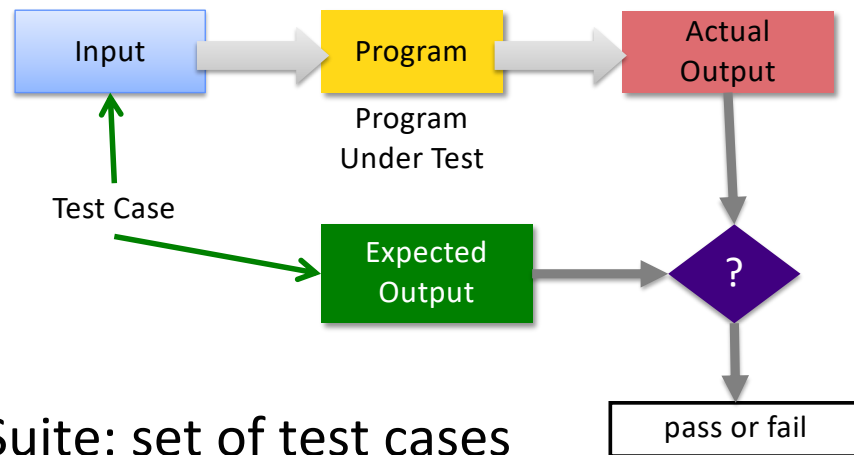 Input
Program
Actual
Output
Program
Under Test
Test Case
Expected
Output
?
Suite: set of test cases
pass or fail